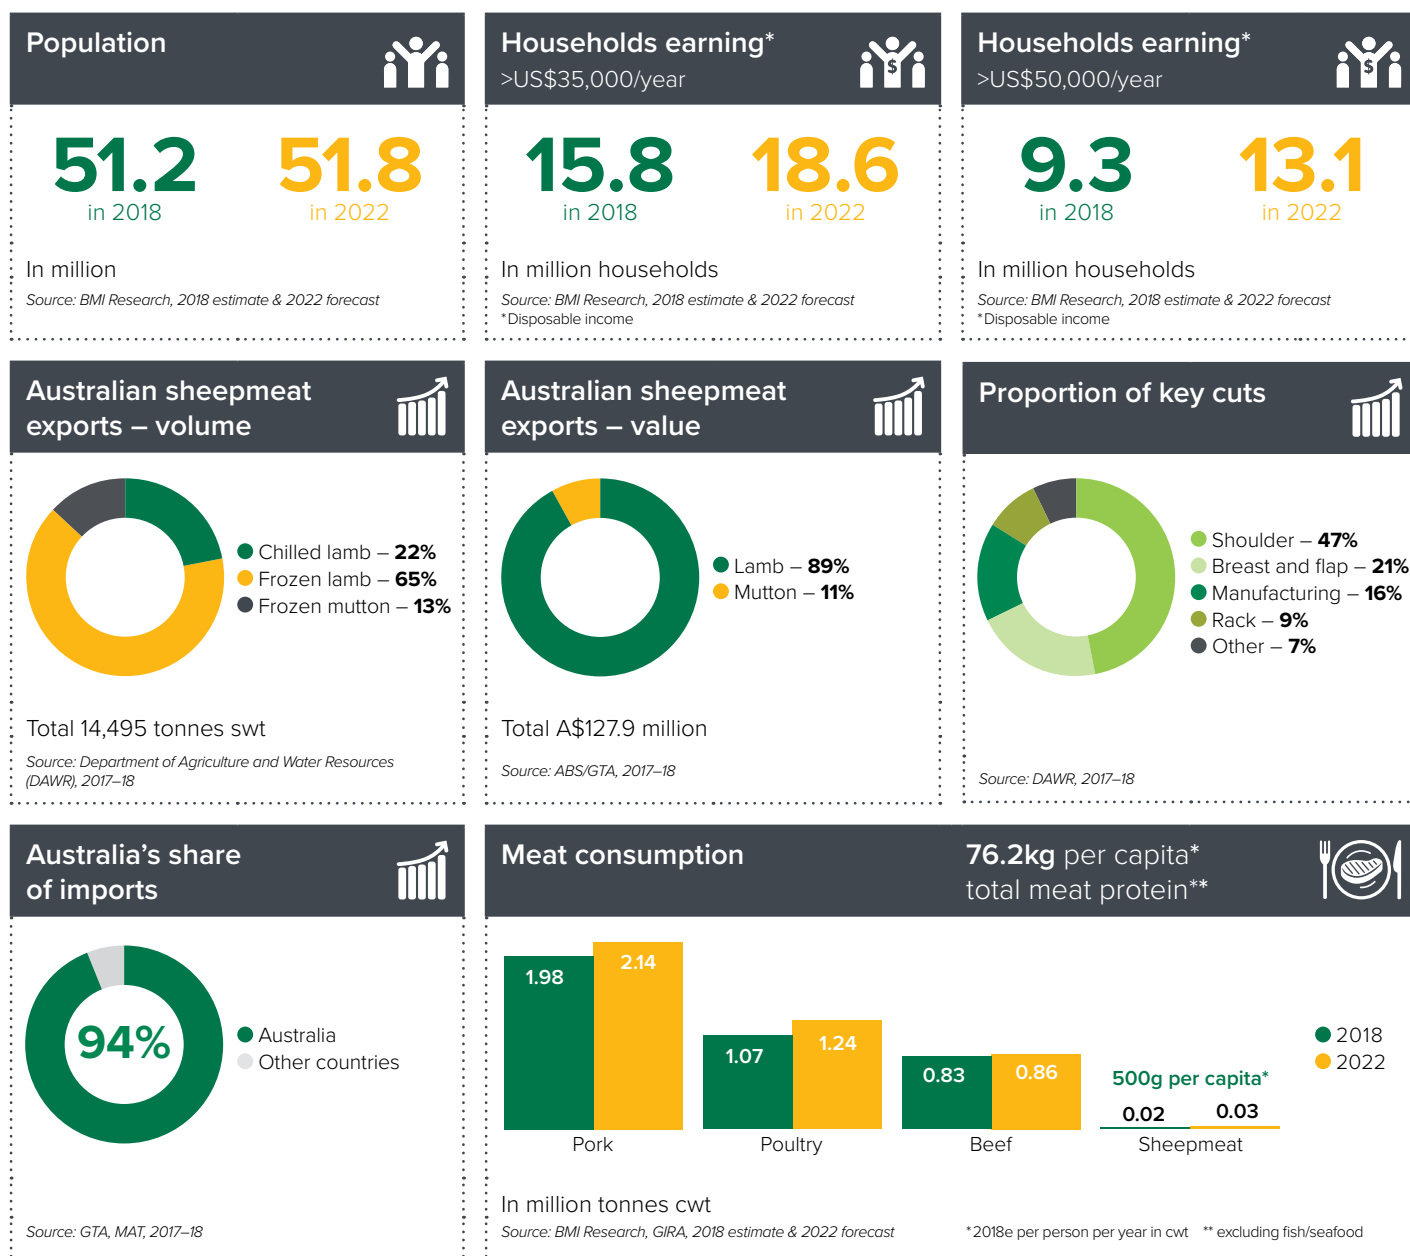 Population
51.2
in 2018
51.8
in 2022
In million
Source: BMI Research, 2018 estimate & 2022 forecast
Households earning*
>US$35,000/year
$
15.8
in 2018
18.6
in 2022
In million households
Source: BMI Research, 2018 estimate & 2022 forecast
*Disposable income
Households earning*
>US$50,000/year
$
9.3
in 2018
13.1
in 2022
In million households
Source: BMI Research, 2018 estimate & 2022 forecast
*Disposable income
Australian sheepmeat
exports – volume
Chilled lamb – 22%
Frozen lamb – 65%
Frozen mutton – 13%
Total 14,495 tonnes swt
Source: Department of Agriculture and Water Resources
(DAWR), 2017–18
Australian sheepmeat
exports – value
Lamb – 89%
Mutton – 11%
Total A$127.9 million
Source: ABS/GTA, 2017–18
Proportion of key cuts
Shoulder – 47%
Breast and flap – 21%
Manufacturing – 16%
Rack – 9%
Other – 7%
Source: DAWR, 2017–18
Australia's share
of imports
94%
Australia
Other countries
Source: GTA, MAT, 2017–18
Meat consumption
76.2kg per capita*
total meat protein**
1.98
2.14
1.07
1.24
0.83
0.86
500g per capita*
0.02
0.03
Pork
Poultry
Beef
Sheepmeat
2018
2022
In million tonnes cwt
Source: BMI Research, GIRA, 2018 estimate & 2022 forecast
*2018e per person per year in cwt ** excluding fish/seafood